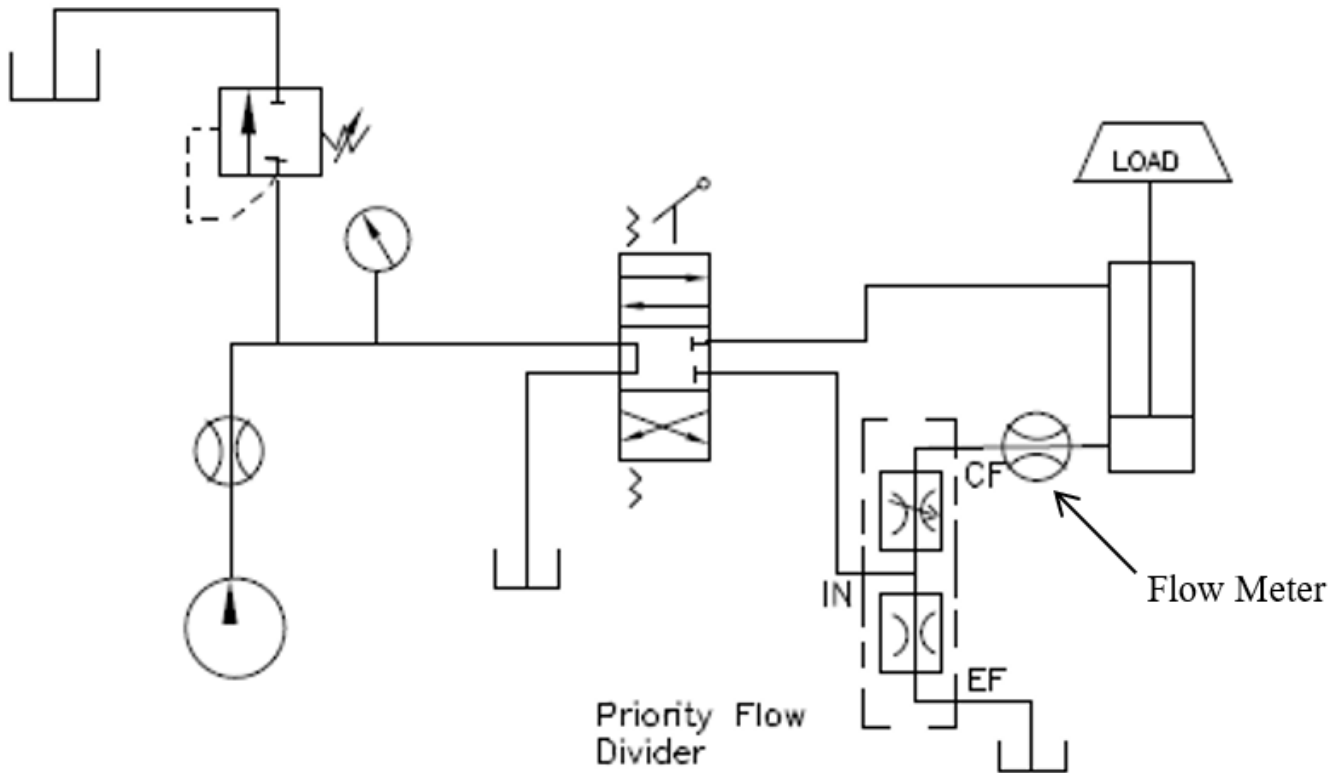 LOAD
CF
IN
Flow Meter
EF
Priority Flow
Divider